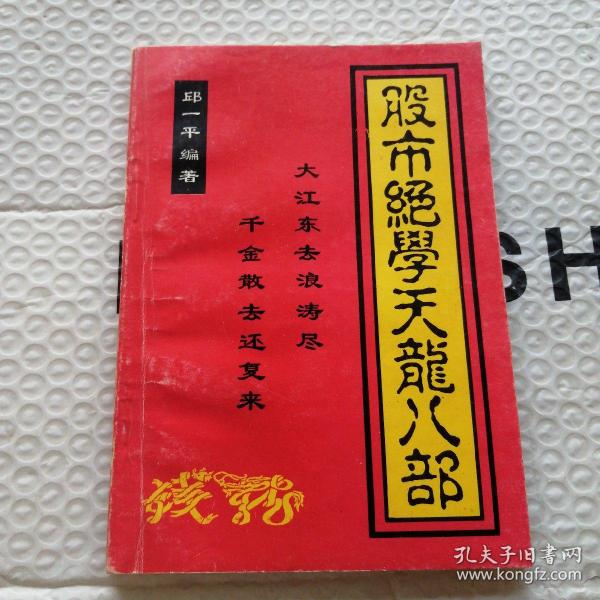 股市絕學天龍八部
大江东去浪涛尽
千金散去还复来
邱一平编著
SH
孔夫子旧书网
www.kongfz.com